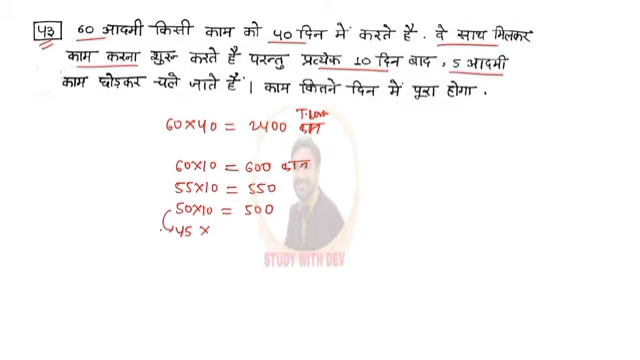 43 60 आदमी किसी काम को 40 दिन में करते है . वे साथ मिलकर
काम करना शुरू करते है परन्तु प्रत्येक 10 दिन बाद , 5 आदमी
काम छोड़कर चले जाते है | काम कितने दिन में पूरा होगा .
T. काम
60×40 = 2400
60×10 = 600 काम
55×10 = 550
50×10 = 500
45 ×
STUDY WITH DEV